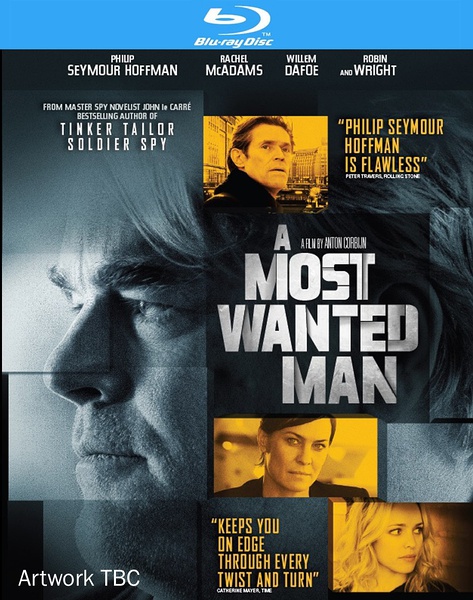 Blu-ray Disc
PHILIP
SEYMOUR HOFFMAN
RACHEL
McADAMS
WILLEM
DAFOE
ROBIN
AND WRIGHT
FROM MASTER SPY NOVELIST JOHN le CARRÉ
BESTSELLING AUTHOR OF
TINKER TAILOR
SOLDIER SPY
“PHILIP SEYMOUR
HOFFMAN
IS FLAWLESS”
PETER TRAVERS, ROLLING STONE
A
A FILM BY ANTON CORBIJN
MOST
WANTED
MAN
“KEEPS YOU
ON EDGE
THROUGH EVERY
TWIST AND TURN”
CATHERINE MAYER, TIME
Artwork TBC